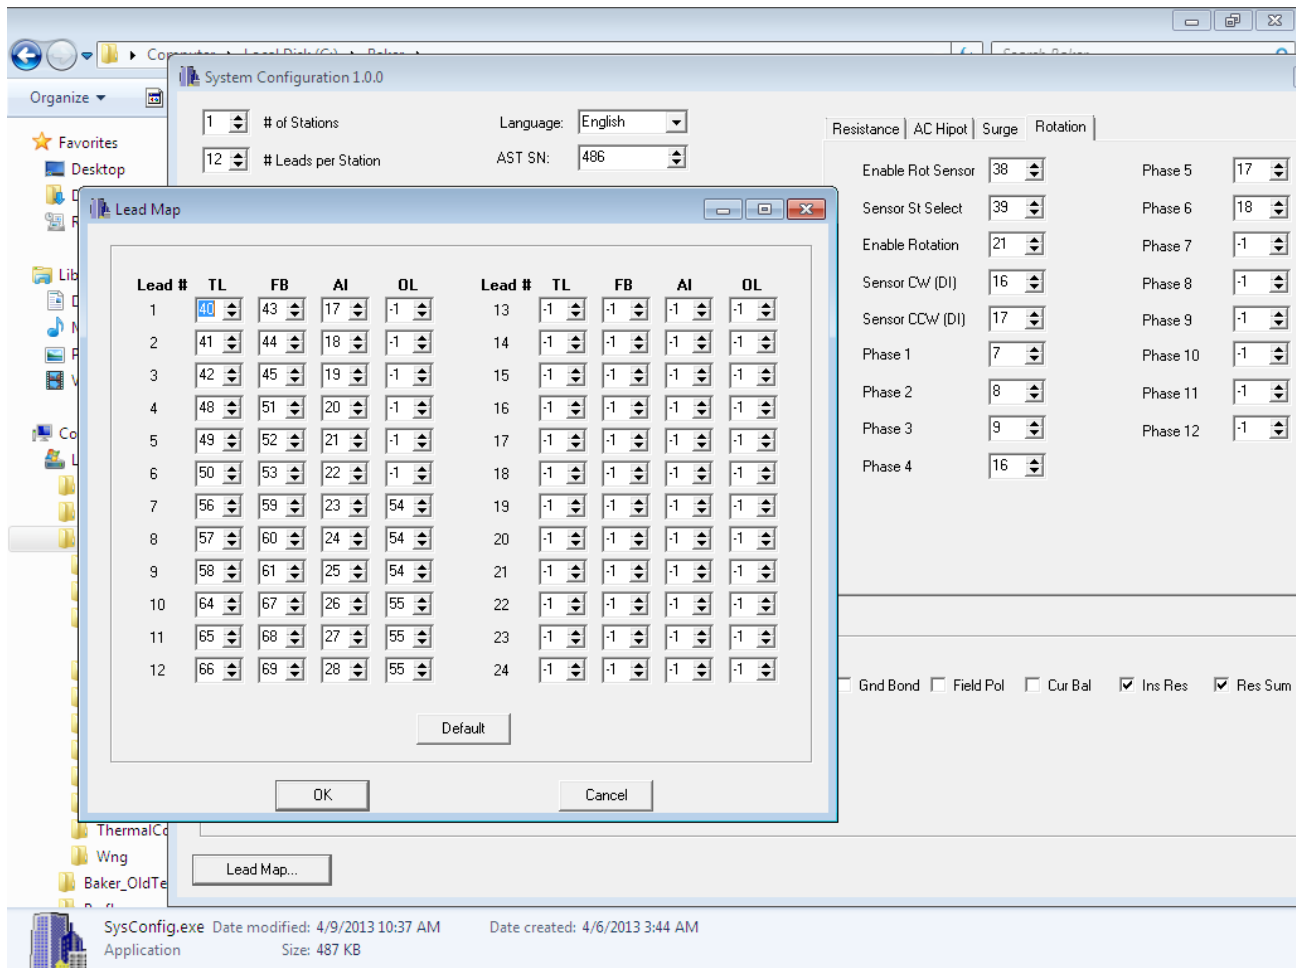 Organize
System Configuration 1.0.0
1 # of Stations Language: English
12 # Leads per Station AST SN: 486
Resistance AC Hipot Surge Rotation
Enable Rot Sensor 38 Phase 5 17
Sensor St Select 39 Phase 6 18
Enable Rotation 21 Phase 7 -1
Sensor CW (DI) 16 Phase 8 -1
Sensor CCW (DI) 17 Phase 9 -1
Phase 1 7 Phase 10 -1
Phase 2 8 Phase 11 -1
Phase 3 9 Phase 12 -1
Phase 4 16
Favorites
Desktop
Lead Map
Lead # TL FB AI OL Lead # TL FB AI OL
1 40 43 17 -1 13 -1 -1 -1 -1
2 41 44 18 -1 14 -1 -1 -1 -1
3 42 45 19 -1 15 -1 -1 -1 -1
4 48 51 20 -1 16 -1 -1 -1 -1
5 49 52 21 -1 17 -1 -1 -1 -1
6 50 53 22 -1 18 -1 -1 -1 -1
7 56 59 23 54 19 -1 -1 -1 -1
8 57 60 24 54 20 -1 -1 -1 -1
9 58 61 25 54 21 -1 -1 -1 -1
10 64 67 26 55 22 -1 -1 -1 -1
11 65 68 27 55 23 -1 -1 -1 -1
12 66 69 28 55 24 -1 -1 -1 -1
Default
OK Cancel
Gnd Bond Field Pol Cur Bal Ins Res Res Sum
ThermalCo
Wng
Baker_OldTe
Lead Map...
SysConfig.exe Date modified: 4/9/2013 10:37 AM Date created: 4/6/2013 3:44 AM
Application Size: 487 KB